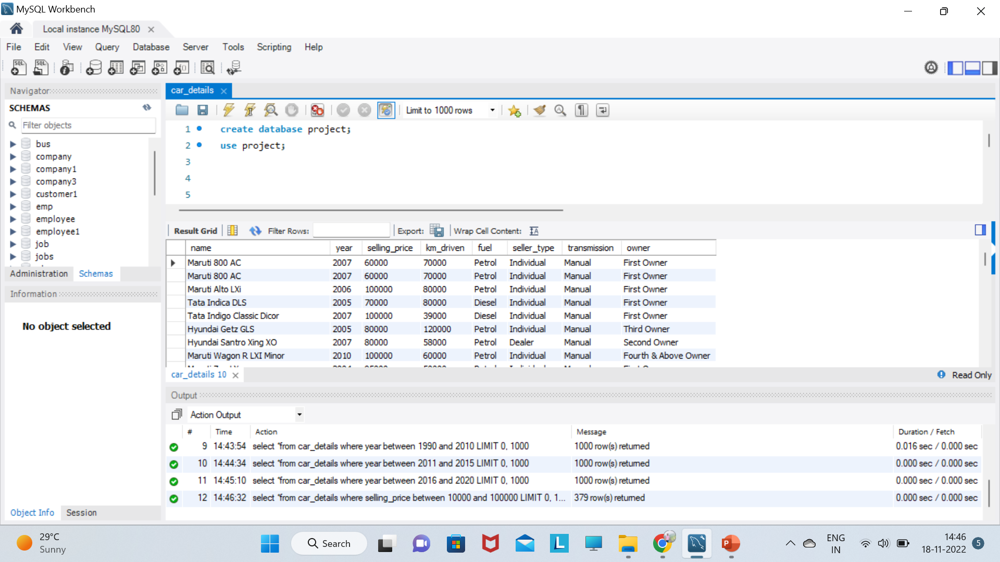 MySQL Workbench
Local instance MySQL80
File Edit View Query Database Server Tools Scripting Help
SQL SQL
Navigator
SCHEMAS
Filter objects
bus
company
company1
company3
customer1
emp
employee
employee1
job
jobs
Administration Schemas
Information
No object selected
Object Info Session
car_details
Limit to 1000 rows
1 create database project;
2 use project;
3
4
5
Result Grid Filter Rows: Export: Wrap Cell Content:
name year selling_price km_driven fuel seller_type transmission owner
Maruti 800 AC 2007 60000 70000 Petrol Individual Manual First Owner
Maruti 800 AC 2007 60000 70000 Petrol Individual Manual First Owner
Maruti Alto LXi 2006 100000 80000 Petrol Individual Manual First Owner
Tata Indica DLS 2005 70000 80000 Diesel Individual Manual First Owner
Tata Indigo Classic Dicor 2007 100000 39000 Diesel Individual Manual First Owner
Hyundai Getz GLS 2005 80000 120000 Petrol Individual Manual Third Owner
Hyundai Santro Xing XO 2007 80000 58000 Petrol Dealer Manual Second Owner
Maruti Wagon R LXI Minor 2010 100000 60000 Petrol Individual Manual Fourth & Above Owner
car_details 10 Read Only
Output
Action Output
# Time Action Message Duration / Fetch
9 14:43:54 select *from car_details where year between 1990 and 2010 LIMIT 0, 1000 1000 row(s) returned 0.016 sec / 0.000 sec
10 14:44:34 select *from car_details where year between 2011 and 2015 LIMIT 0, 1000 1000 row(s) returned 0.000 sec / 0.000 sec
11 14:45:10 select *from car_details where year between 2016 and 2020 LIMIT 0, 1000 1000 row(s) returned 0.000 sec / 0.000 sec
12 14:46:32 select *from car_details where selling_price between 10000 and 100000 LIMIT 0, 1... 379 row(s) returned 0.000 sec / 0.000 sec
29°C
Sunny
Search
L
P
ENG
IN
14:46
18-11-2022
5